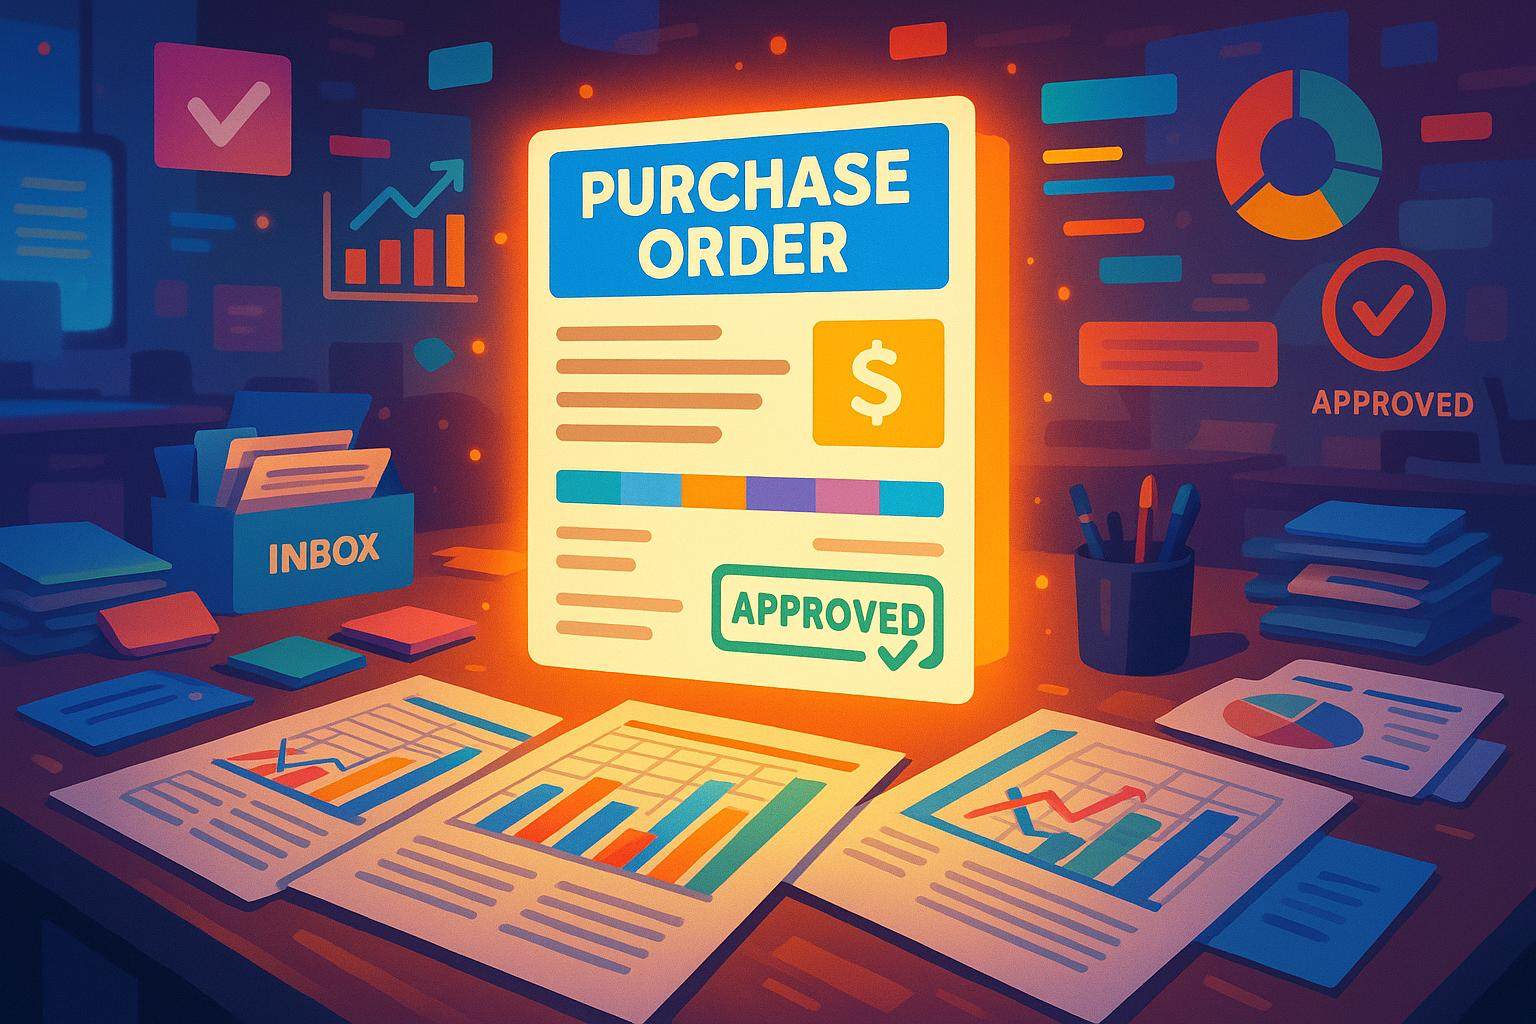 PURCHASE
ORDER
$
APPROVED
INBOX
APPROVED